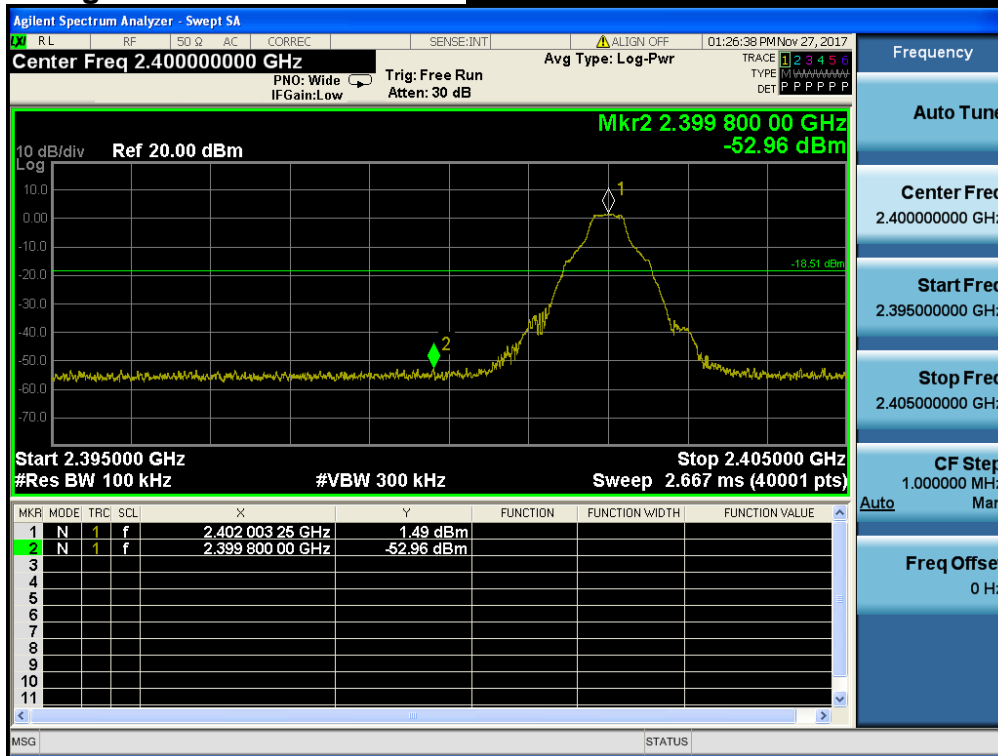 Agilent Spectrum Analyzer - Swept SA
LXI RL RF 50 Ω AC CORREC SENSE:INT ALIGN OFF 01:26:38 PM Nov 27, 2017
Center Freq 2.400000000 GHz
PNO: Wide
IFGain:Low
Trig: Free Run
Atten: 30 dB
Avg Type: Log-Pwr
TRACE 1 2 3 4 5 6
TYPE M
DET P P P P P P
Mkr2 2.399 800 00 GHz
-52.96 dBm
10 dB/div Ref 20.00 dBm
Log
10.0
0.00
-10.0
-20.0
-30.0
-40.0
-50.0
-60.0
-70.0
1
-18.51 dBm
2
Start 2.395000 GHz Stop 2.405000 GHz
#Res BW 100 kHz #VBW 300 kHz Sweep 2.667 ms (40001 pts)
MKR MODE TRC SCL X Y FUNCTION FUNCTION WIDTH FUNCTION VALUE
1 N 1 f 2.402 003 25 GHz 1.49 dBm
2 N 1 f 2.399 800 00 GHz -52.96 dBm
3
4
5
6
7
8
9
10
11
MSG STATUS
Frequency
Auto Tune
Center Freq
2.400000000 GHz
Start Freq
2.395000000 GHz
Stop Freq
2.405000000 GHz
CF Step
1.000000 MHz
Auto Man
Freq Offset
0 Hz